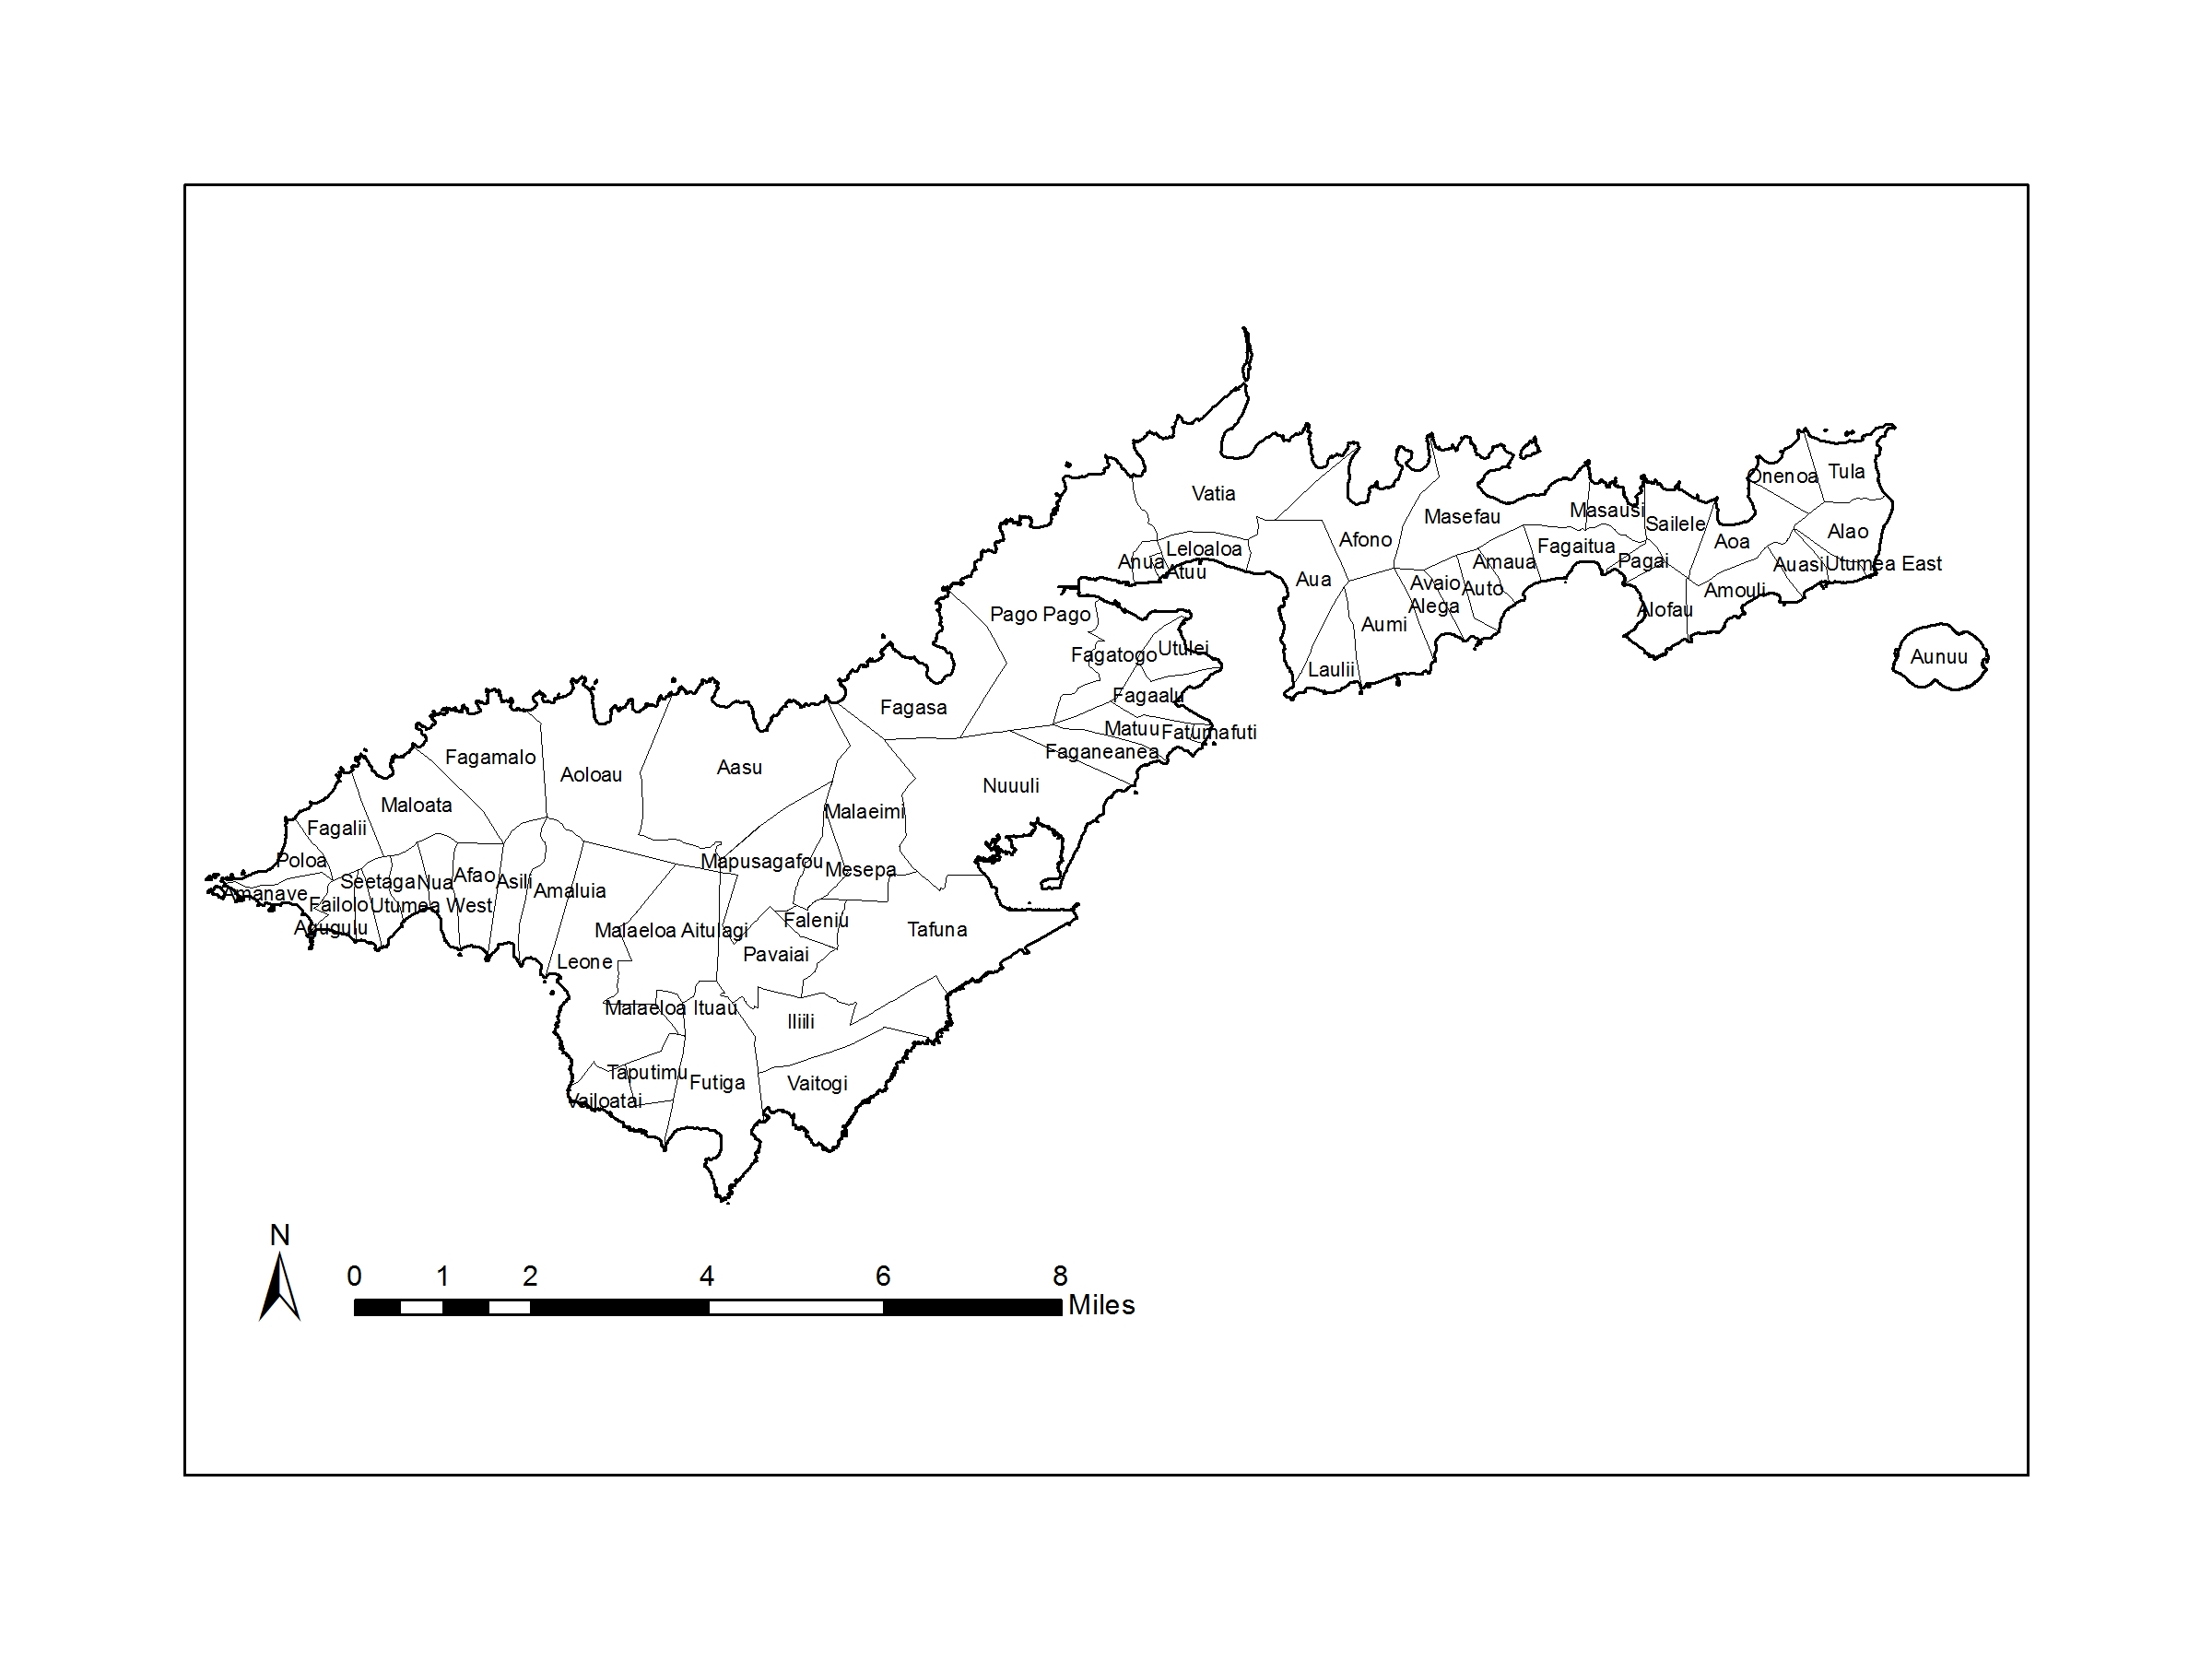 Onenoa
Tula
Vatia
Masefau
Masausi
Sailele
Alao
Afono
Aoa
Fagaitua
Leloaloa
Anua
Atuu
Amaua
Pagai
Auasi
Utumea East
Aua
Avaio
Auto
Amouli
Alega
Alofau
Pago Pago
Aumi
Fagatogo
Utulei
Aunuu
Laulii
Fagaalu
Fagasa
Matuu
Fatumafuti
Faganeanea
Fagamalo
Aoloau
Aasu
Nuuuli
Maloata
Malaeimi
Fagalii
Poloa
Mapusagafou
Mesepa
Seetaga
Nua
Afao
Asili
Amaluia
Amanave
Failolo
Utumea West
Agugulu
Faleniu
Malaeloa Aitulagi
Tafuna
Pavaiai
Leone
Malaeloa Ituau
Iliili
Taputimu
Futiga
Vaitogi
Vailoatai
N
0 1 2 4 6 8
Miles